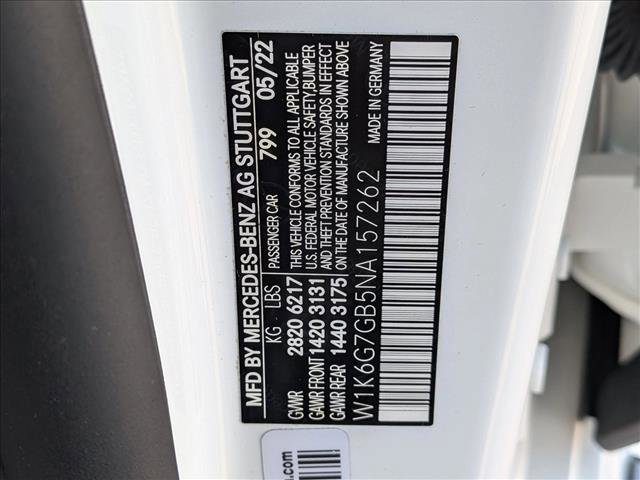 MFD BY MERCEDES-BENZ AG STUTTGART
799 05/22
KG LBS PASSENGER CAR
GVWR 2820 6217
GAWR FRONT 1420 3131
GAWR REAR 1440 3175
THIS VEHICLE CONFORMS TO ALL APPLICABLE
U.S. FEDERAL MOTOR VEHICLE SAFETY, BUMPER
AND THEFT PREVENTION STANDARDS IN EFFECT
ON THE DATE OF MANUFACTURE SHOWN ABOVE
W1K6G7GB5NA157262
MADE IN GERMANY
.com